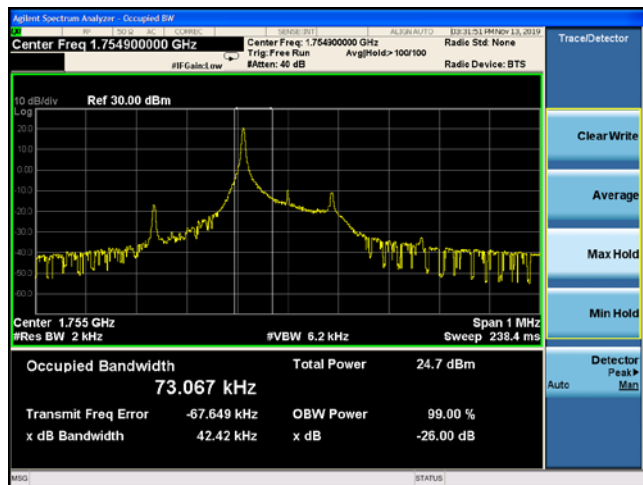 Agilent Spectrum Analyzer - Occupied BW
RF 50 Ω AC CORREC SENSE:INT ALIGN AUTO 03:31:51 PM Nov 13, 2019
Center Freq 1.754900000 GHz
Center Freq: 1.754900000 GHz
Radio Std: None
Trig: Free Run Avg|Hold:> 100/100
#IFGain:Low #Atten: 40 dB Radio Device: BTS
10 dB/div Ref 30.00 dBm
Log
20.0
10.0
0.00
-10.0
-20.0
-30.0
-40.0
-50.0
-60.0
Center 1.755 GHz Span 1 MHz
#Res BW 2 kHz #VBW 6.2 kHz Sweep 238.4 ms
Occupied Bandwidth Total Power 24.7 dBm
73.067 kHz
Transmit Freq Error -67.649 kHz OBW Power 99.00 %
x dB Bandwidth 42.42 kHz x dB -26.00 dB
MSG STATUS
Trace/Detector
Clear Write
Average
Max Hold
Min Hold
Detector
Peak▶
Auto Man